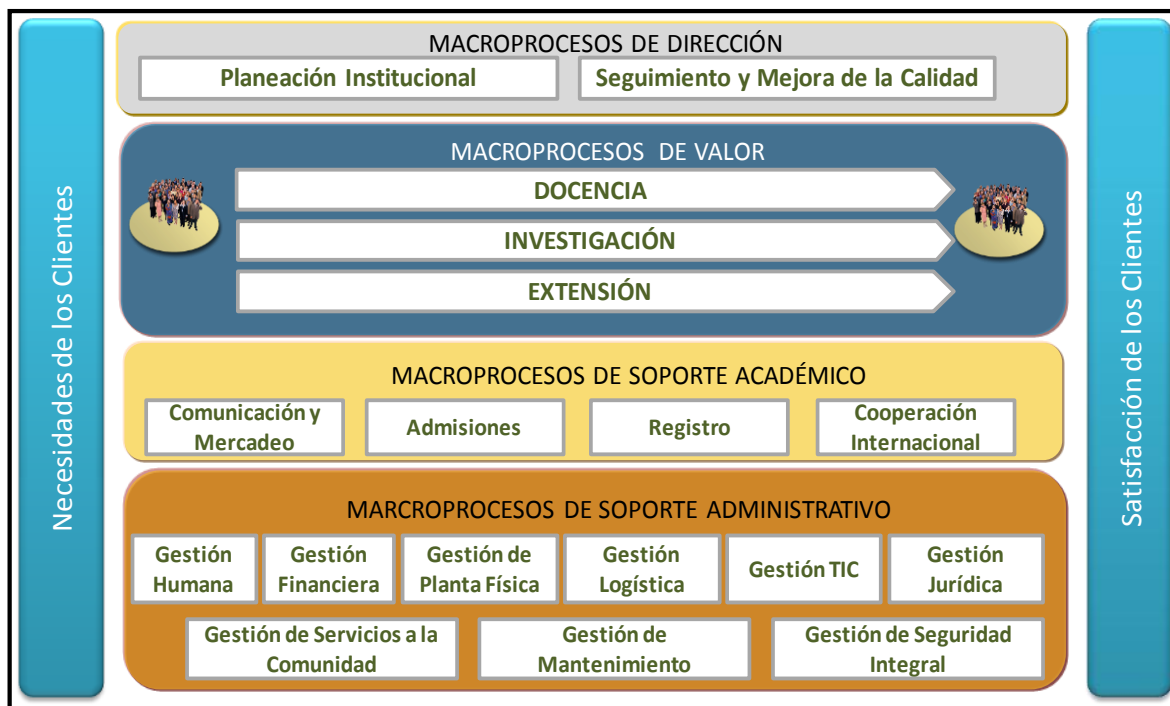 Necesidades de los Clientes
MACROPROCESOS DE DIRECCIÓN
Planeación Institucional
Seguimiento y Mejora de la Calidad
MACROPROCESOS DE VALOR
DOCENCIA
INVESTIGACIÓN
EXTENSIÓN
MACROPROCESOS DE SOPORTE ACADÉMICO
Comunicación y
Mercadeo
Admisiones
Registro
Cooperación
Internacional
MARCROPROCESOS DE SOPORTE ADMINISTRATIVO
Gestión
Humana
Gestión
Financiera
Gestión de
Planta Física
Gestión
Logística
Gestión TIC
Gestión
Jurídica
Gestión de Servicios a la
Comunidad
Gestión de
Mantenimiento
Gestión de Seguridad
Integral
Satisfacción de los Clientes